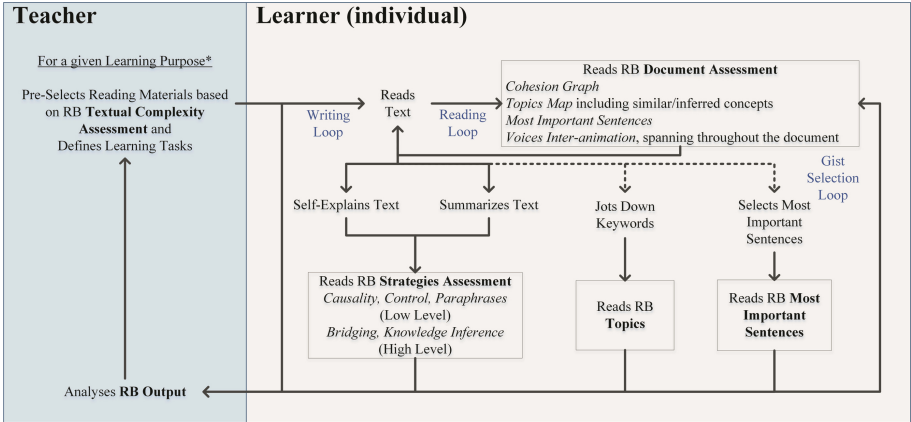 Teacher
Learner (individual)
For a given Learning Purpose*
Pre-Selects Reading Materials based
on RB Textual Complexity
Assessment and
Defines Learning Tasks
Analyses RB Output
Writing
Loop
Reads
Text
Reading
Loop
Reads RB Document Assessment
Cohesion Graph
Topics Map including similar/inferred concepts
Most Important Sentences
Voices Inter-animation, spanning throughout the document
Gist
Selection
Loop
Self-Explains Text
Summarizes Text
Jots Down
Keywords
Selects Most
Important
Sentences
Reads RB Strategies Assessment
Causality, Control, Paraphrases
(Low Level)
Bridging, Knowledge Inference
(High Level)
Reads RB
Topics
Reads RB Most
Important
Sentences